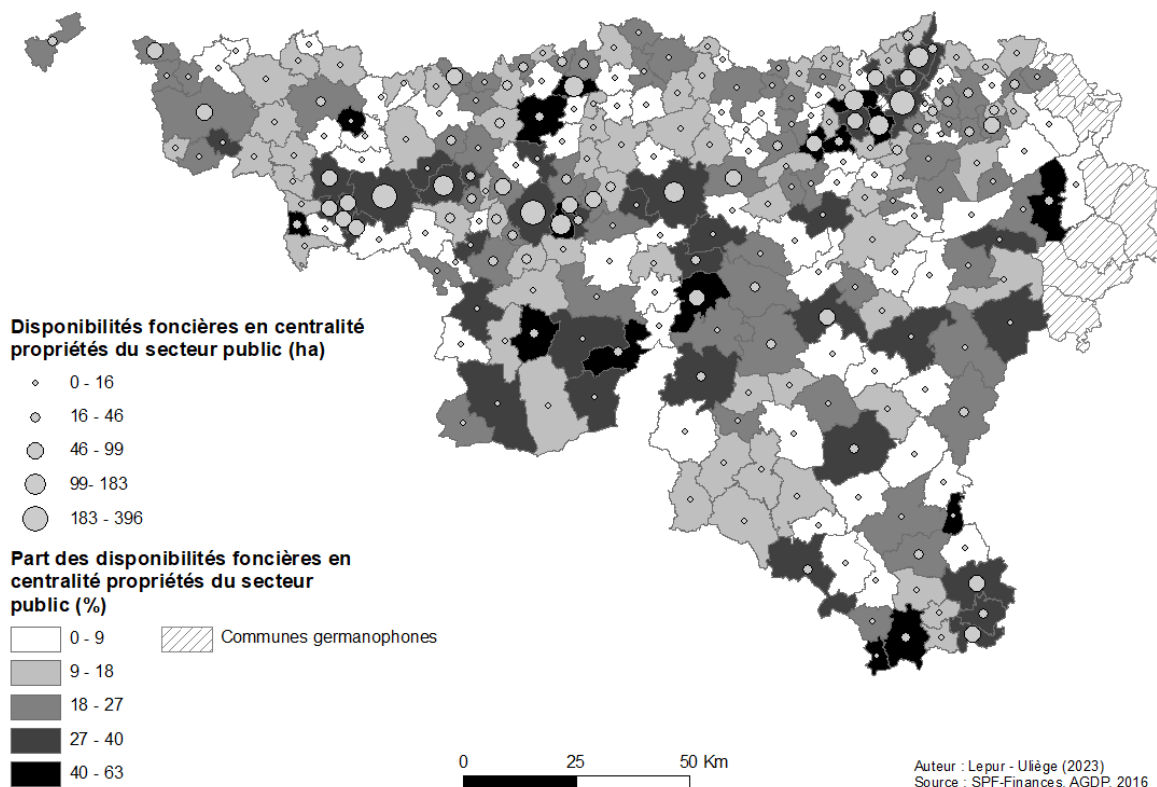 Disponibilités foncières en centralité
propriétés du secteur public (ha)
0 - 16
16 - 46
46 - 99
99- 183
183 - 396
Part des disponibilités foncières en
centralité propriétés du secteur
public (%)
0 - 9
Communes germanophones
9 - 18
18 - 27
27 - 40
40 - 63
0 25 50 Km
Auteur : Lepur - Uliège (2023)
Source : SPF-Finances, AGDP, 2016